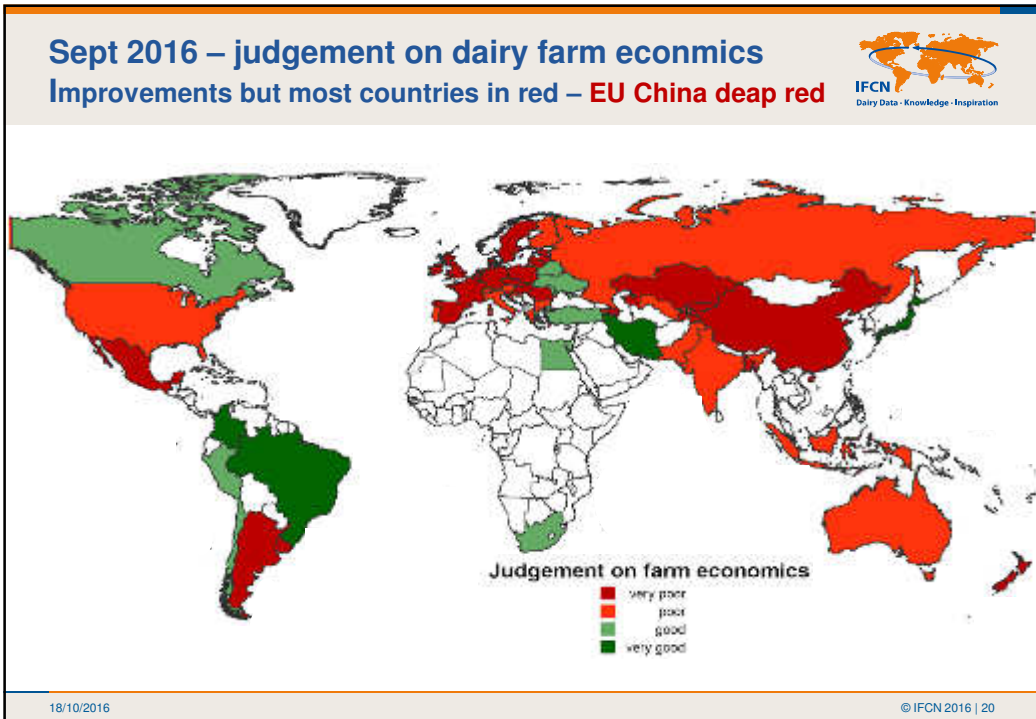 Sept 2016 – judgement on dairy farm econmics
Improvements but most countries in red – EU China deap red
IFCN
Dairy Data - Knowledge - Inspiration
Judgement on farm economics
very poor
poor
good
very good
18/10/2016
© IFCN 2016 | 20